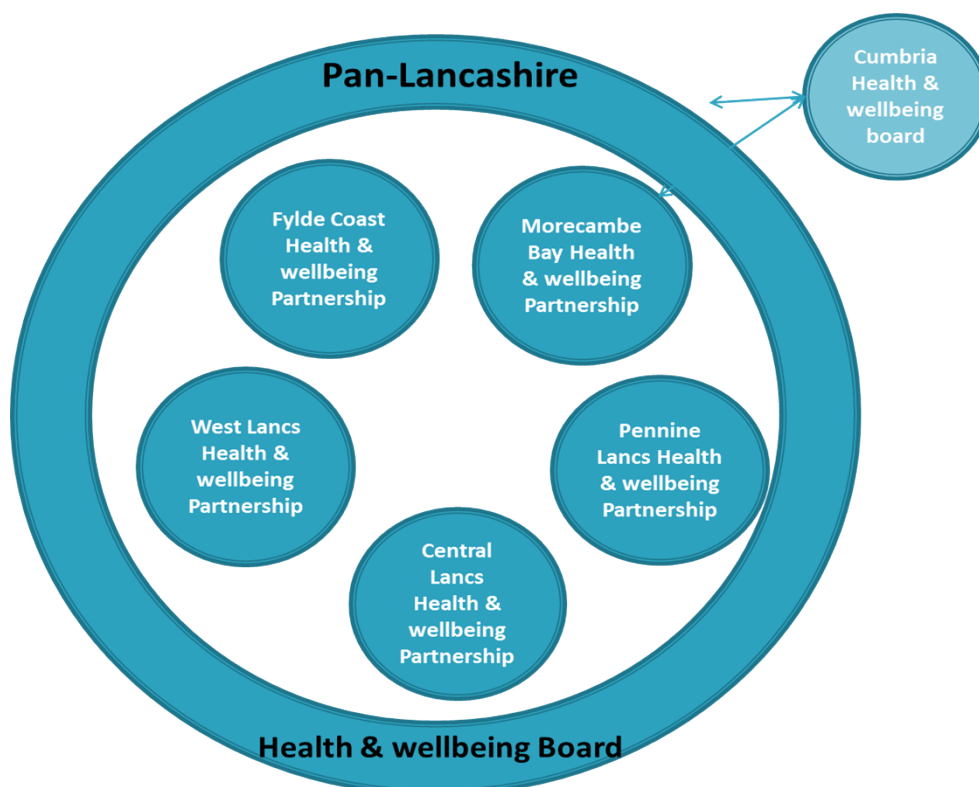 Pan-Lancashire
Cumbria
Health &
wellbeing
board
Fylde Coast
Health &
wellbeing
Partnership
Morecambe
Bay Health
& wellbeing
Partnership
West Lancs
Health &
wellbeing
Partnership
Pennine
Lancs Health
& wellbeing
Partnership
Central
Lancs
Health &
wellbeing
Partnership
Health & wellbeing Board